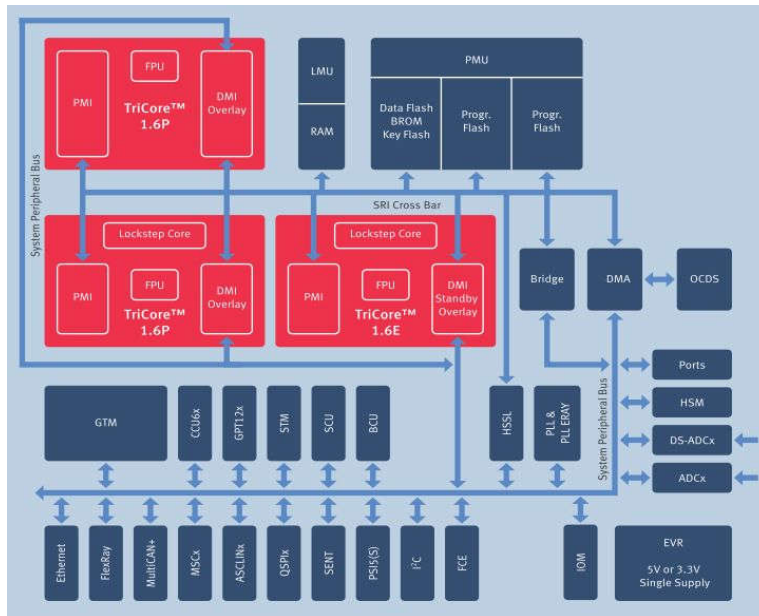 FPU
PMI
TriCore™
1.6P
DMI
Overlay
LMU
RAM
PMU
Data Flash
BROM
Key Flash
Progr.
Flash
Progr.
Flash
System Peripheral Bus
SRI Cross Bar
Lockstep Core
PMI
FPU
TriCore™
1.6P
DMI
Overlay
Lockstep Core
PMI
FPU
TriCore™
1.6E
DMI
Standby
Overlay
Bridge
DMA
OCDS
Ports
HSM
DS-ADCx
ADCx
System Peripheral Bus
GTM
CCU6x
GPT12x
STM
SCU
BCU
HSSL
PLL &
PLL ERAY
Ethernet
FlexRay
MultiCAN+
MSCx
ASCLINx
QSPIx
SENT
PSI5(S)
I²C
FCE
IOM
EVR
5V or 3.3V
Single Supply